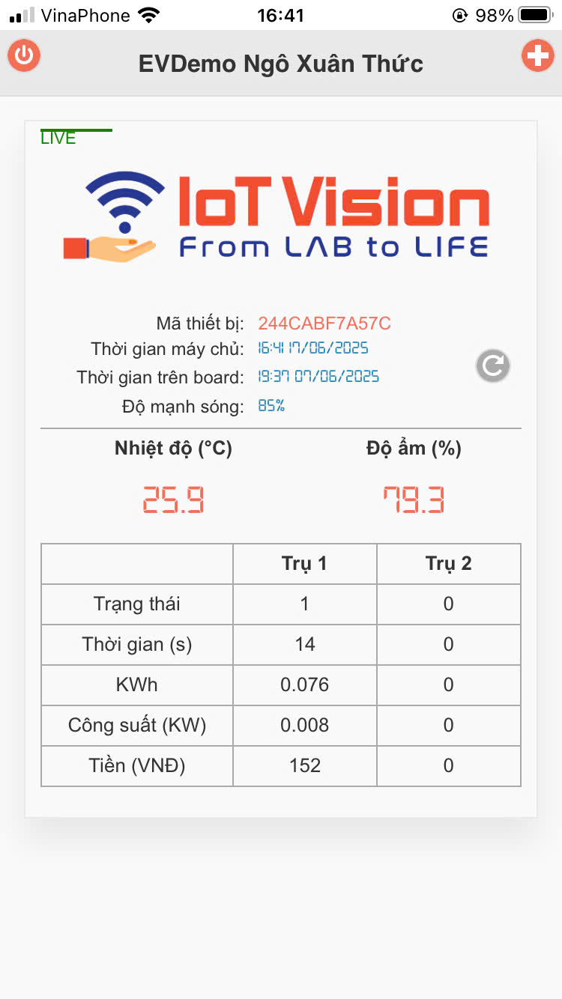 VinaPhone 16:41 98%
EVDemo Ngô Xuân Thức
LIVE
IoT Vision
From LAB to LIFE
Mã thiết bị: 244CABF7A57C
Thời gian máy chủ: 16:41 17/06/2025
Thời gian trên board: 19:37 07/06/2025
Độ mạnh sóng: 85%
Nhiệt độ (°C) Độ ẩm (%)
25.9 79.3
Trụ 1 Trụ 2
Trạng thái 1 0
Thời gian (s) 14 0
KWh 0.076 0
Công suất (KW) 0.008 0
Tiền (VNĐ) 152 0